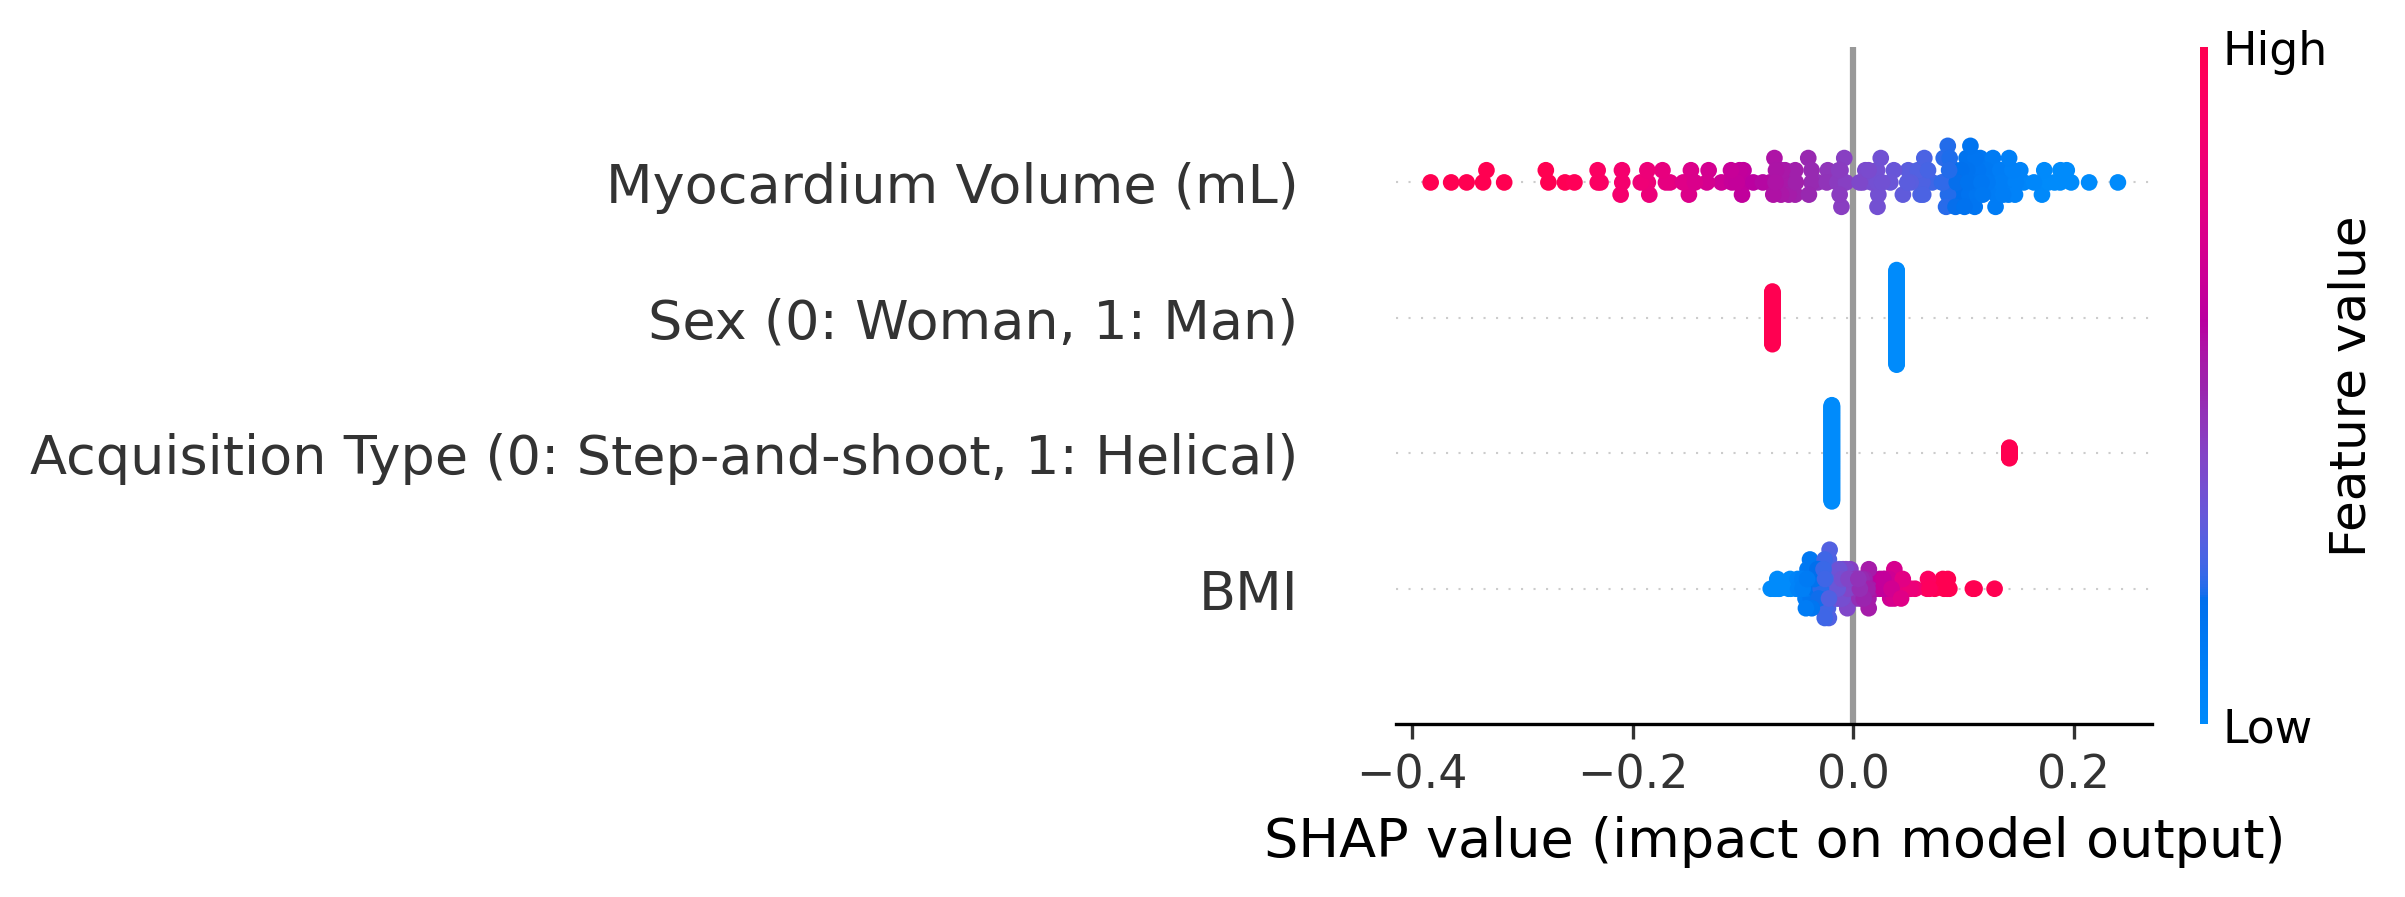 High
Myocardium Volume (mL)
Sex (0: Woman, 1: Man)
Acquisition Type (0: Step-and-shoot, 1: Helical)
BMI
Feature value
Low
−0.4 −0.2 0.0 0.2
SHAP value (impact on model output)